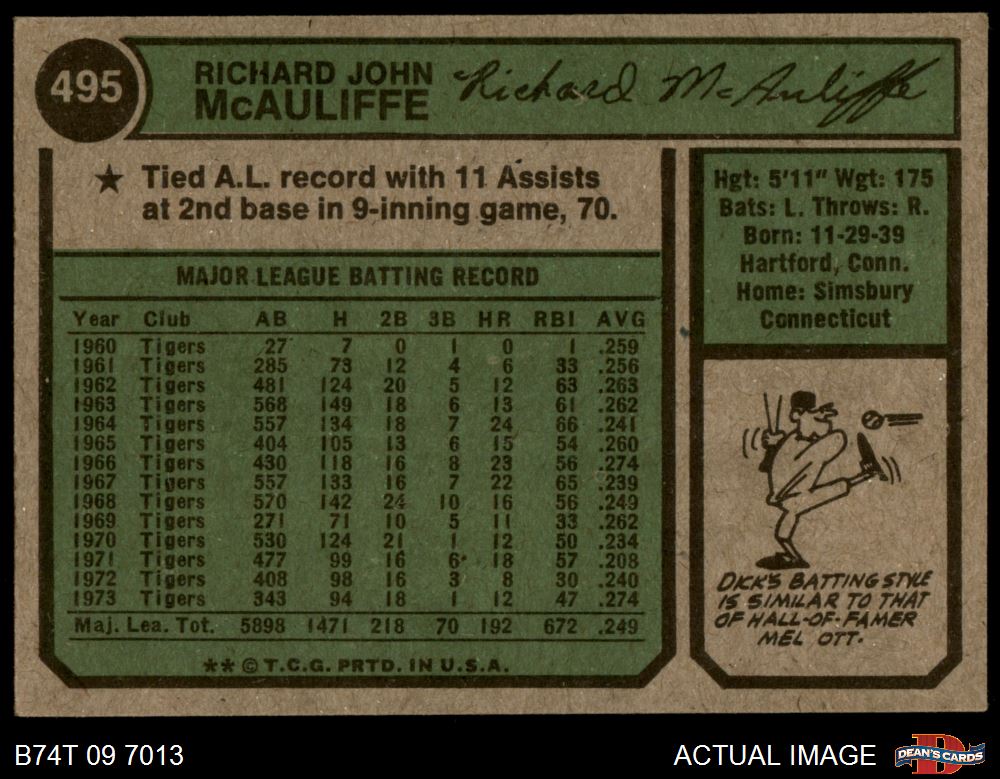 495
RICHARD JOHN
McAULIFFE
Richard McAuliffe
★ Tied A.L. record with 11 Assists
at 2nd base in 9-inning game, 70.
MAJOR LEAGUE BATTING RECORD
Year Club AB H 2B 3B HR RBI AVG
1960 Tigers 27 7 0 1 0 1 .259
1961 Tigers 285 73 12 4 6 33 .256
1962 Tigers 481 124 20 5 12 63 .263
1963 Tigers 568 149 18 6 13 61 .262
1964 Tigers 557 134 18 7 24 66 .241
1965 Tigers 404 105 13 6 15 54 .260
1966 Tigers 430 118 16 8 23 56 .274
1967 Tigers 557 133 16 7 22 65 .239
1968 Tigers 570 142 24 10 16 56 .249
1969 Tigers 271 71 10 5 11 33 .262
1970 Tigers 530 124 21 1 12 50 .234
1971 Tigers 477 99 16 6 18 57 .208
1972 Tigers 408 98 16 3 8 30 .240
1973 Tigers 343 94 18 1 12 47 .274
Maj. Lea. Tot. 5898 1471 218 70 192 672 .249
** © T.C.G. PRTD. IN U.S.A.
Hgt: 5'11" Wgt: 175
Bats: L. Throws: R.
Born: 11-29-39
Hartford, Conn.
Home: Simsbury
Connecticut
DICK'S BATTING STYLE
IS SIMILAR TO THAT
OF HALL-OF-FAMER
MEL OTT.
B74T 09 7013
ACTUAL IMAGE
DEAN'S CARDS